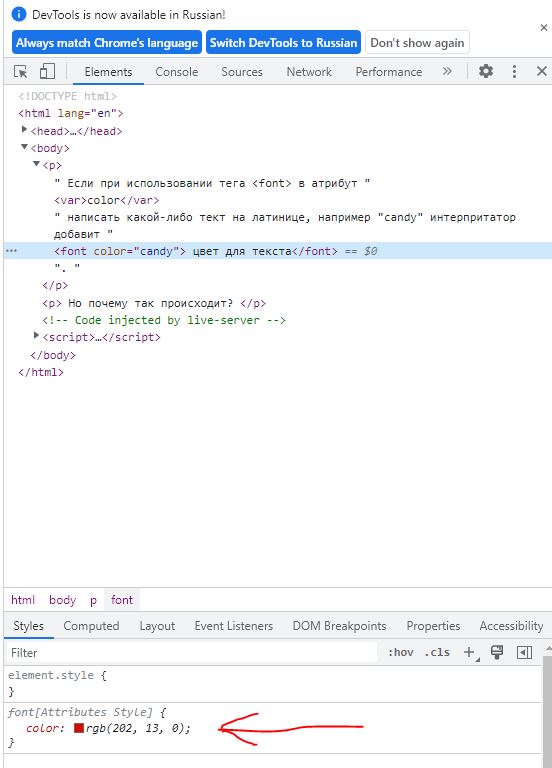 DevTools is now available in Russian!
Always match Chrome's language Switch DevTools to Russian Don't show again
Elements Console Sources Network Performance »
<!DOCTYPE html>
<html lang="en">
<head>…</head>
<body>
<p>
" Если при использовании тега <font> в атрибут "
<var>color</var>
" написать какой-либо тект на латинице, например "candy" интерпритатор
добавит "
<font color="candy"> цвет для текста</font> == $0
". "
</p>
<p> Но почему так происходит? </p>
<!-- Code injected by live-server -->
<script>…</script>
</body>
</html>
html body p font
Styles Computed Layout Event Listeners DOM Breakpoints Properties Accessibility
Filter :hov .cls +
element.style {
}
font[Attributes Style] {
color: rgb(202, 13, 0);
}